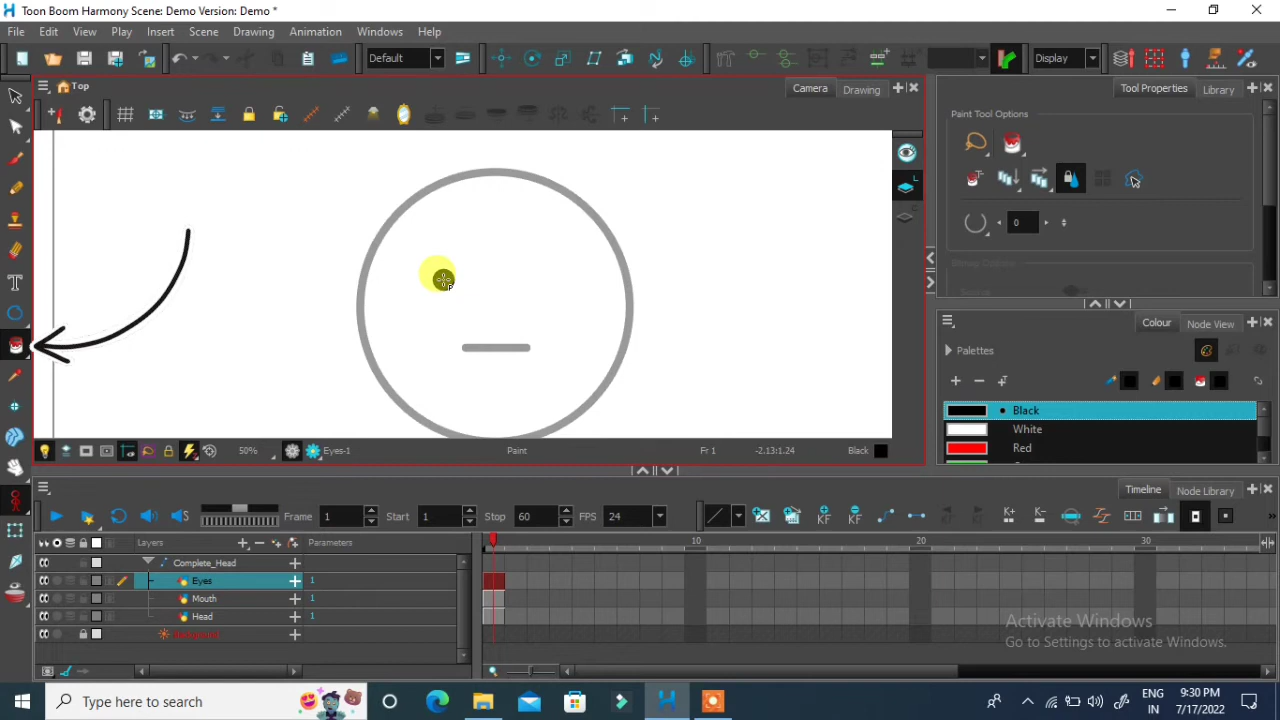 Toon Boom Harmony Scene: Demo Version: Demo *
File Edit View Play Insert Scene Drawing Animation Windows Help
Default
Display
Top
Camera
Drawing
Tool Properties
Library
Paint Tool Options
0
Colour
Node View
Palettes
Black
White
Red
50%
Eyes-1
Paint
Fr 1
-2.13:1.24
Black
Timeline
Node Library
Frame 1 Start 1 Stop 60 FPS 24
KF KF
Layers
Parameters
10 20 30
Complete_Head
Eyes 1
Mouth 1
Head 1
Activate Windows
Go to Settings to activate Windows.
Type here to search
ENG
IN
9:30 PM
7/17/2022